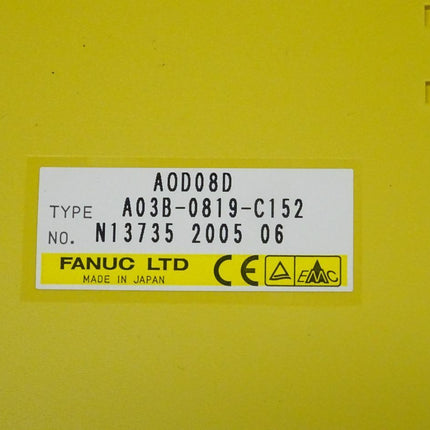 AOD08D
TYPE A03B-0819-C152
NO. N13735 2005 06
FANUC LTD CE EMC
MADE IN JAPAN